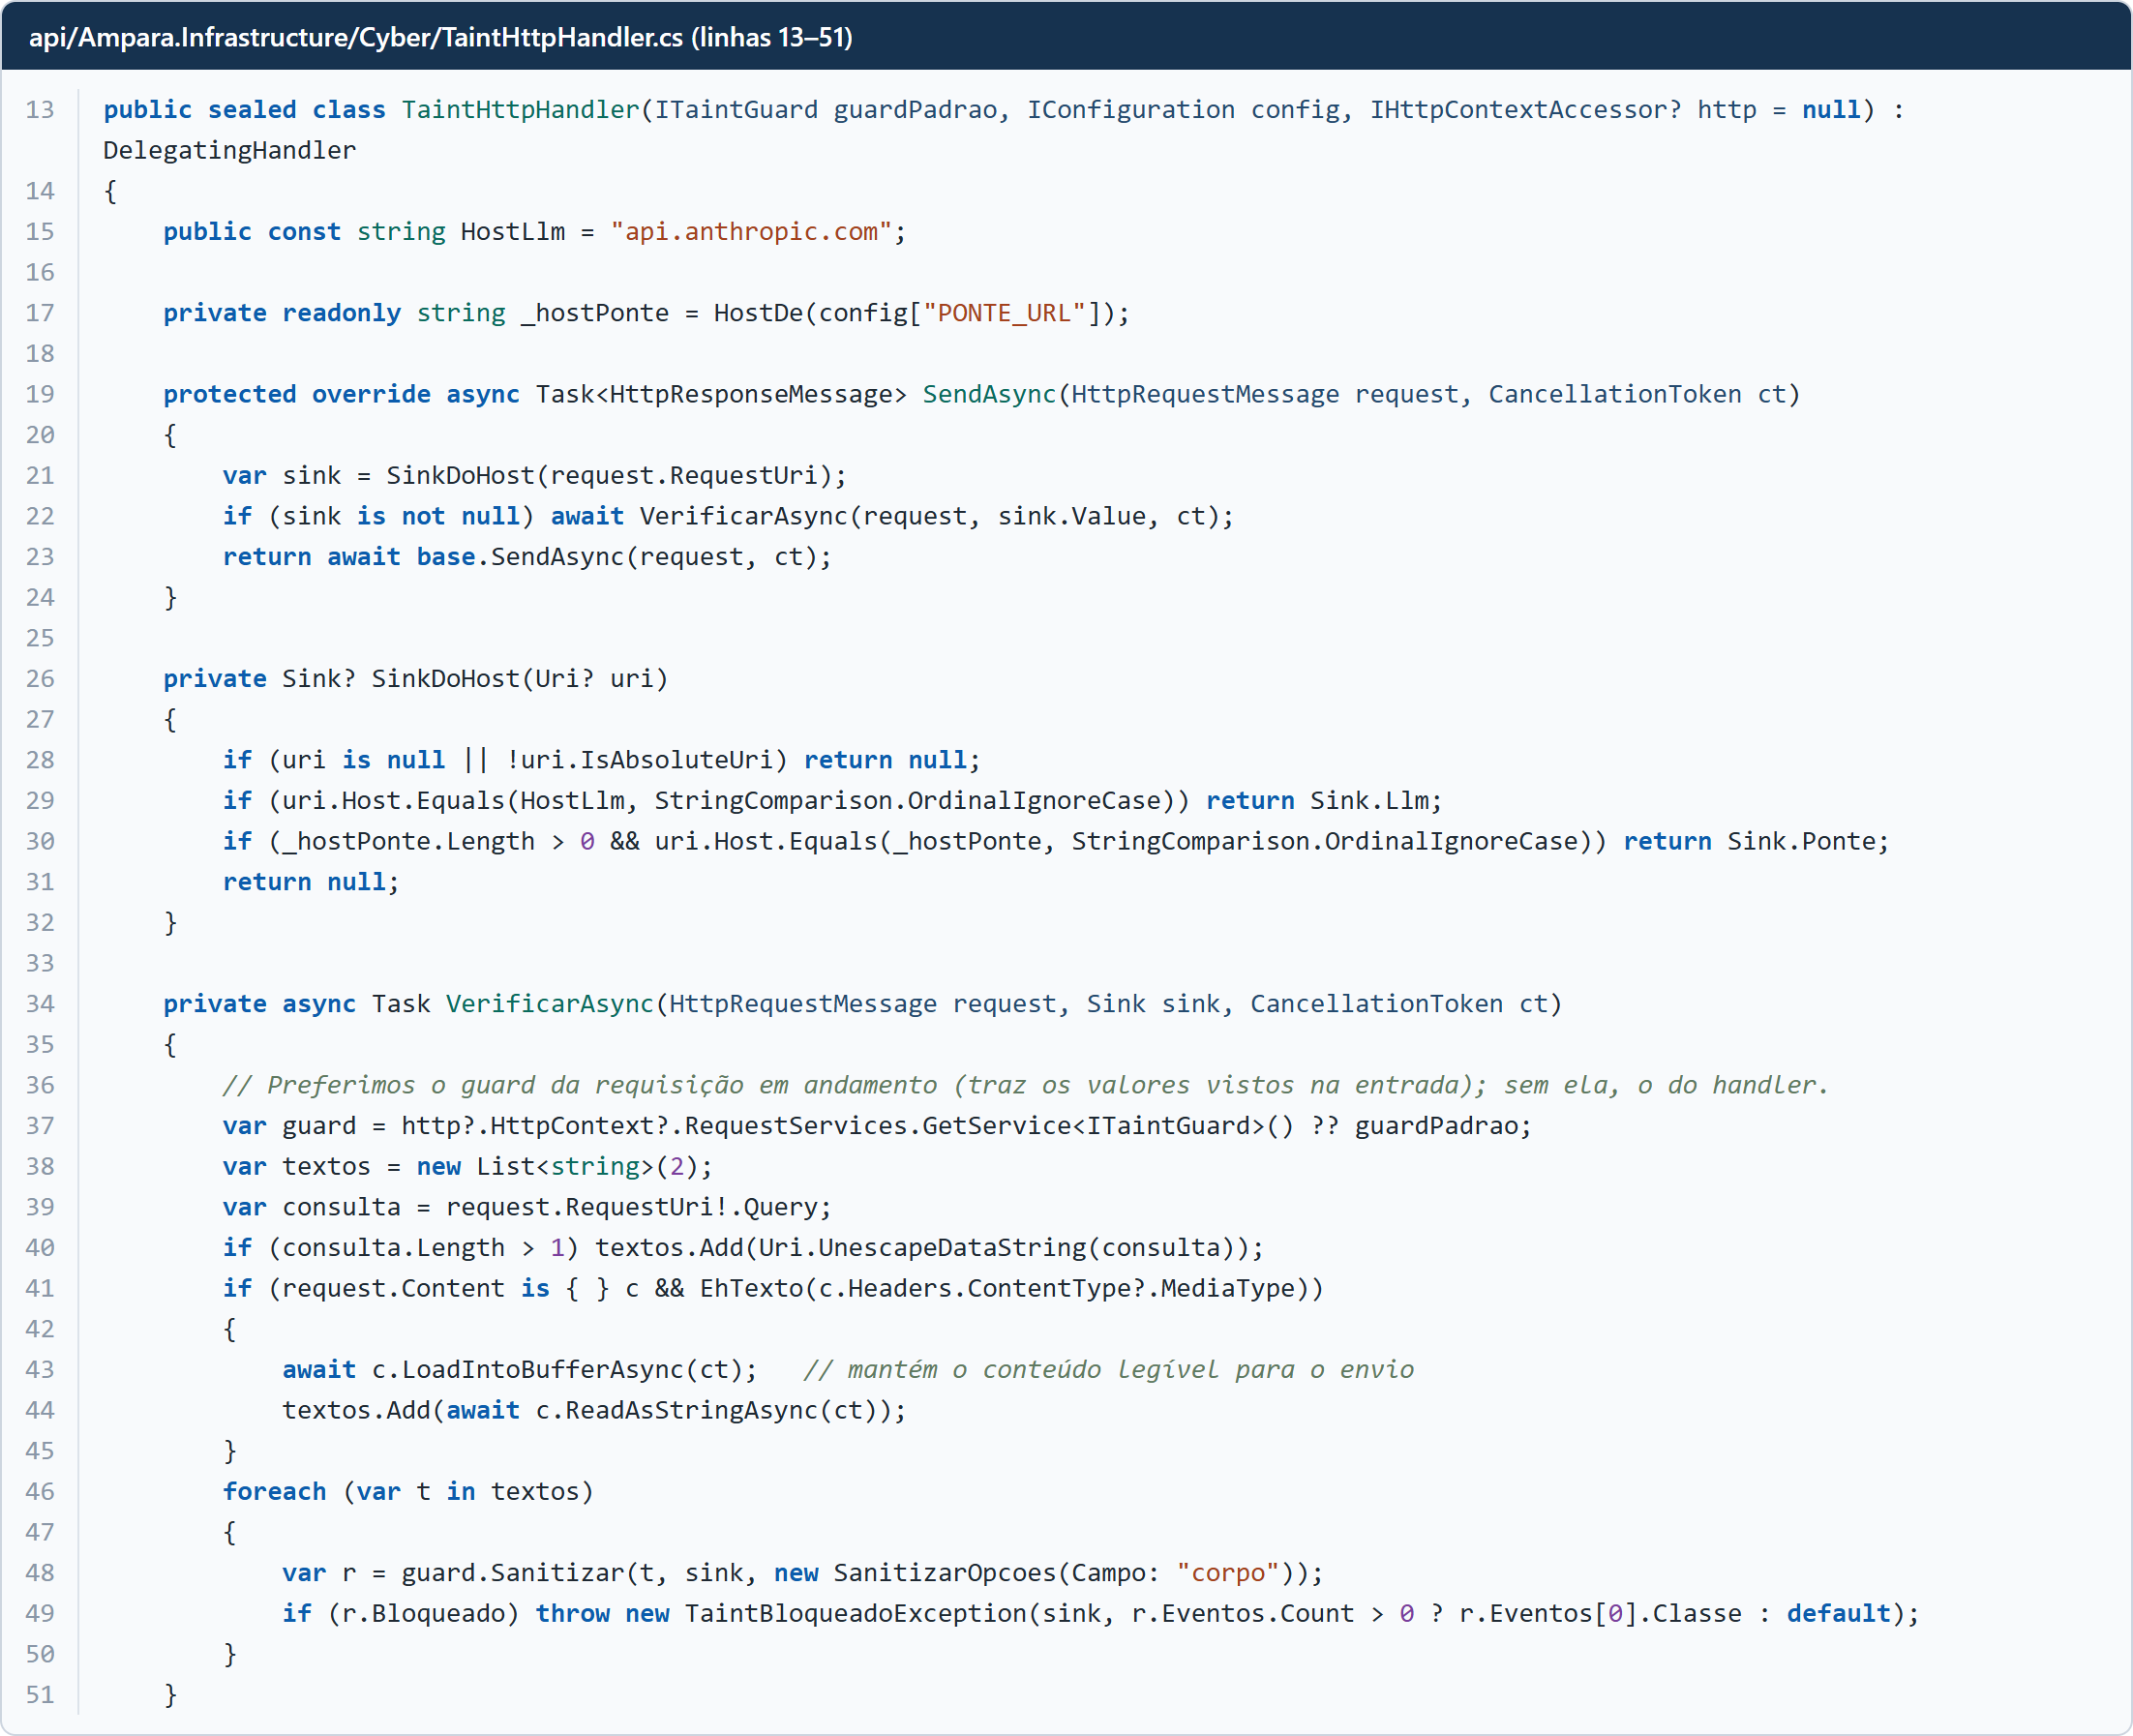 api/Ampara.Infrastructure/Cyber/TaintHttpHandler.cs (linhas 13–51)
13 public sealed class TaintHttpHandler(ITaintGuard guardPadrao, IConfiguration config, IHttpContextAccessor? http = null) :
DelegatingHandler
14 {
15     public const string HostLlm = "api.anthropic.com";
16
17     private readonly string _hostPonte = HostDe(config["PONTE_URL"]);
18
19     protected override async Task<HttpResponseMessage> SendAsync(HttpRequestMessage request, CancellationToken ct)
20     {
21         var sink = SinkDoHost(request.RequestUri);
22         if (sink is not null) await VerificarAsync(request, sink.Value, ct);
23         return await base.SendAsync(request, ct);
24     }
25
26     private Sink? SinkDoHost(Uri? uri)
27     {
28         if (uri is null || !uri.IsAbsoluteUri) return null;
29         if (uri.Host.Equals(HostLlm, StringComparison.OrdinalIgnoreCase)) return Sink.Llm;
30         if (_hostPonte.Length > 0 && uri.Host.Equals(_hostPonte, StringComparison.OrdinalIgnoreCase)) return Sink.Ponte;
31         return null;
32     }
33
34     private async Task VerificarAsync(HttpRequestMessage request, Sink sink, CancellationToken ct)
35     {
36         // Preferimos o guard da requisição em andamento (traz os valores vistos na entrada); sem ela, o do handler.
37         var guard = http?.HttpContext?.RequestServices.GetService<ITaintGuard>() ?? guardPadrao;
38         var textos = new List<string>(2);
39         var consulta = request.RequestUri!.Query;
40         if (consulta.Length > 1) textos.Add(Uri.UnescapeDataString(consulta));
41         if (request.Content is { } c && EhTexto(c.Headers.ContentType?.MediaType))
42         {
43             await c.LoadIntoBufferAsync(ct);   // mantém o conteúdo legível para o envio
44             textos.Add(await c.ReadAsStringAsync(ct));
45         }
46         foreach (var t in textos)
47         {
48             var r = guard.Sanitizar(t, sink, new SanitizarOpcoes(Campo: "corpo"));
49             if (r.Bloqueado) throw new TaintBloqueadoException(sink, r.Eventos.Count > 0 ? r.Eventos[0].Classe : default);
50         }
51     }